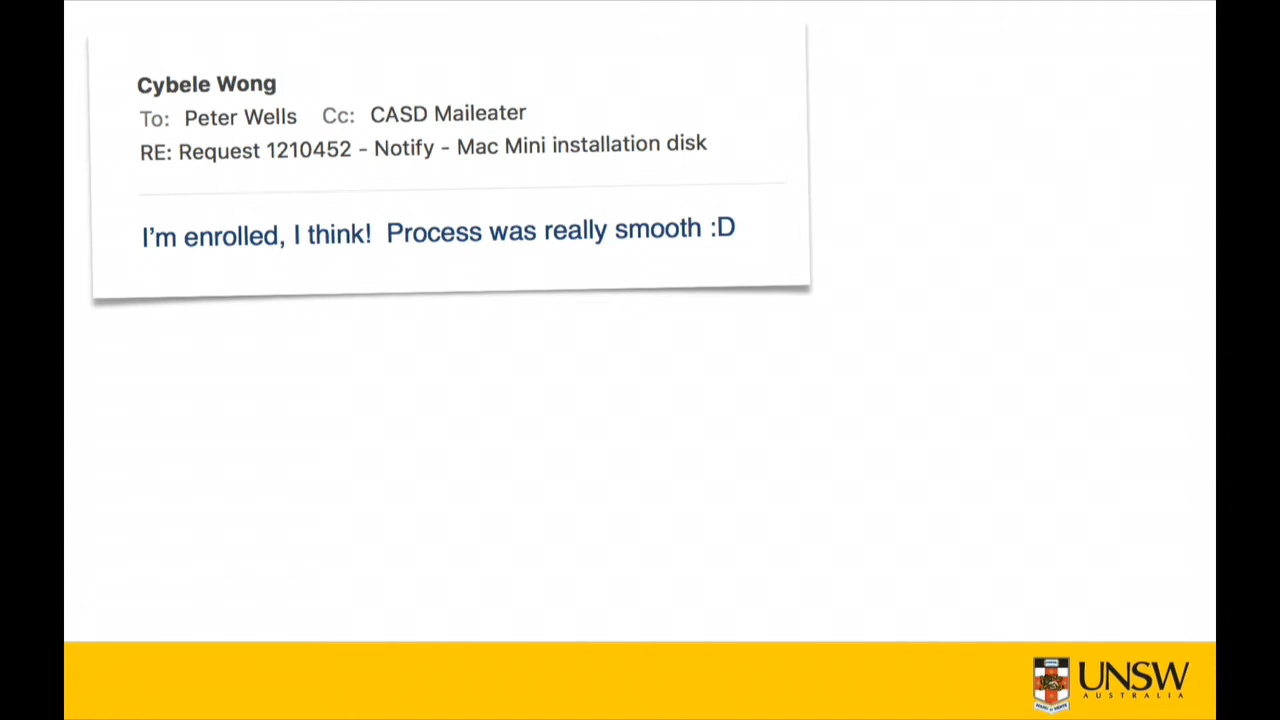 Cybele Wong
To: Peter Wells Cc: CASD Maileater
RE: Request 1210452 - Notify - Mac Mini installation disk
I'm enrolled, I think! Process was really smooth :D
UNSW
AUSTRALIA